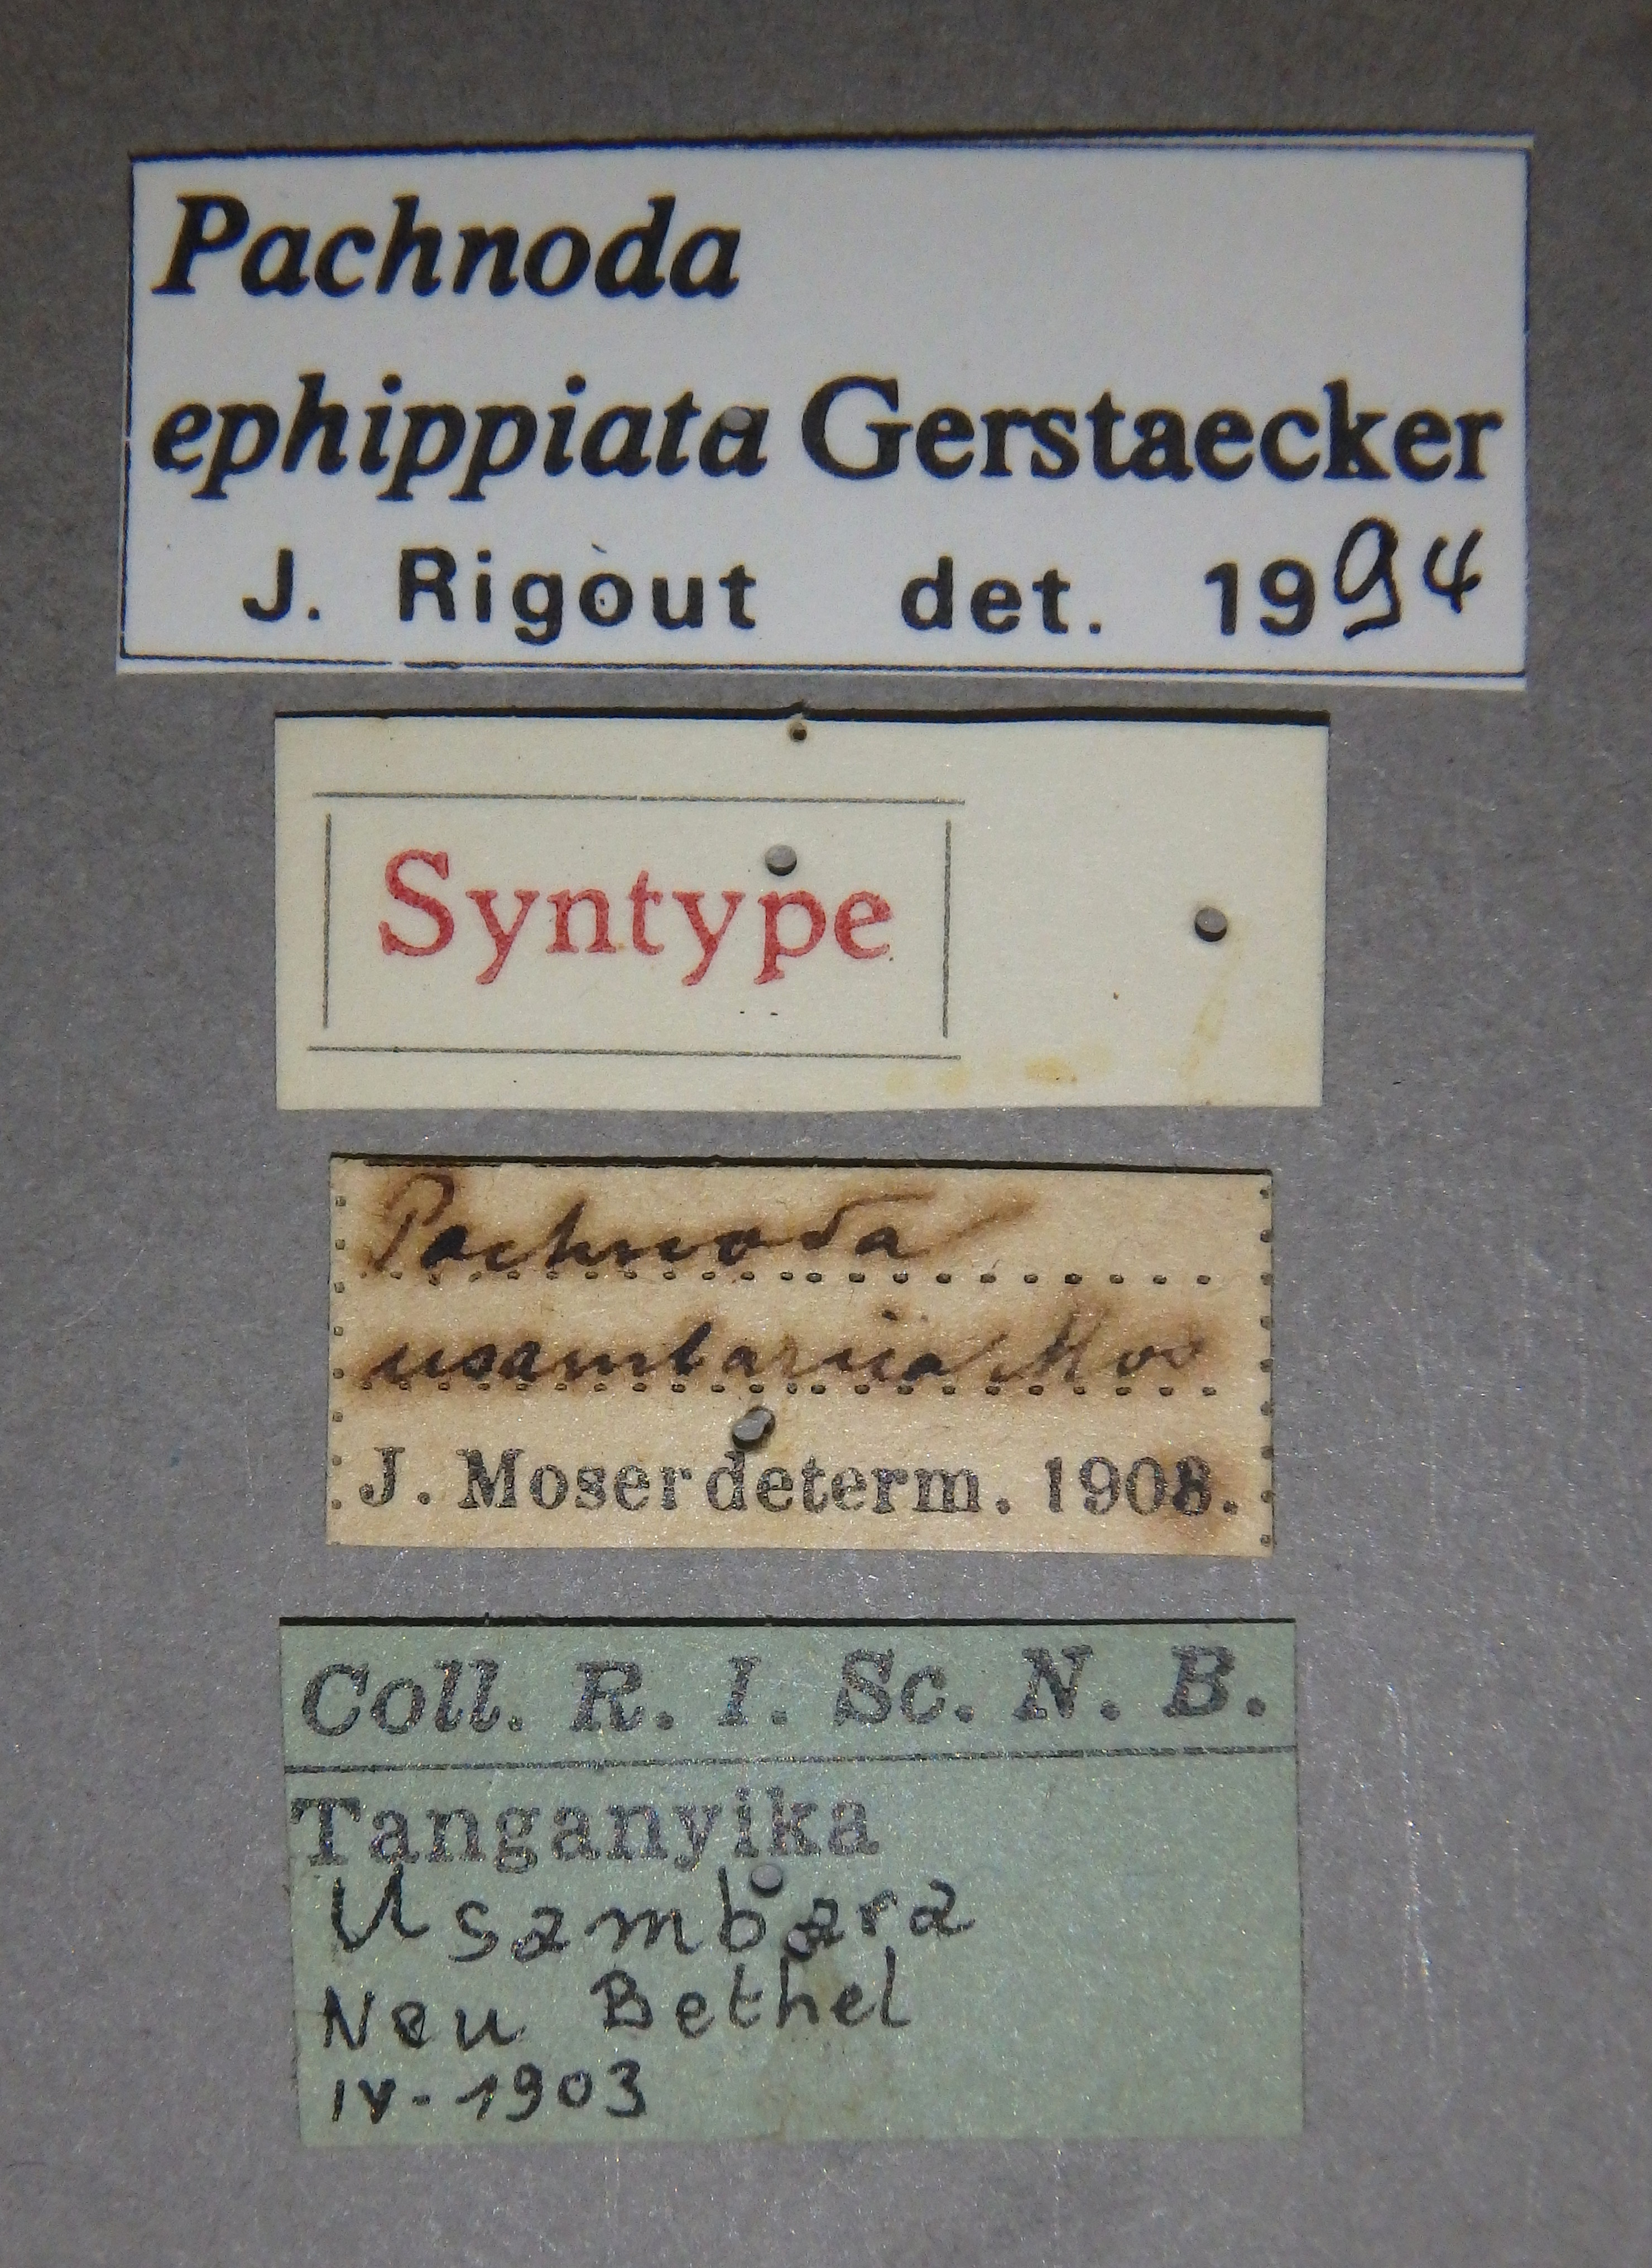 Pachnoda
ephippiata Gerstaecker
J. Rigout det. 1994
Syntype
Pachnoda
usambarica Mos
J. Moser determ. 1908.
Coll. R. I. Sc. N. B.
Tanganyika
Usambara
Neu Bethel
IV-1903